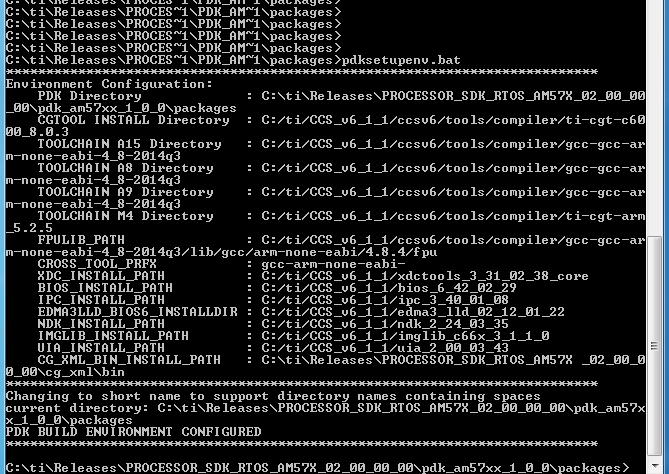 C:\ti\Releases\PROCES~1\PDK_AM~1\packages>
C:\ti\Releases\PROCES~1\PDK_AM~1\packages>
C:\ti\Releases\PROCES~1\PDK_AM~1\packages>
C:\ti\Releases\PROCES~1\PDK_AM~1\packages>
C:\ti\Releases\PROCES~1\PDK_AM~1\packages>pdksetupenv.bat
**************************************************************************
Environment Configuration:
    PDK Directory             : C:\ti\Releases\PROCESSOR_SDK_RTOS_AM57X_02_00_00
_00\pdk_am57xx_1_0_0\packages
    CGTOOL INSTALL Directory  : C:/ti/CCS_v6_1_1/ccsv6/tools/compiler/ti-cgt-c60
00_8.0.3
    TOOLCHAIN A15 Directory   : C:/ti/CCS_v6_1_1/ccsv6/tools/compiler/gcc-gcc-ar
m-none-eabi-4_8-2014q3
    TOOLCHAIN A8 Directory    : C:/ti/CCS_v6_1_1/ccsv6/tools/compiler/gcc-gcc-ar
m-none-eabi-4_8-2014q3
    TOOLCHAIN A9 Directory    : C:/ti/CCS_v6_1_1/ccsv6/tools/compiler/gcc-gcc-ar
m-none-eabi-4_8-2014q3
    TOOLCHAIN M4 Directory    : C:/ti/CCS_v6_1_1/ccsv6/tools/compiler/ti-cgt-arm
_5.2.5
    FPULIB_PATH               : C:/ti/CCS_v6_1_1/ccsv6/tools/compiler/gcc-gcc-ar
m-none-eabi-4_8-2014q3/lib/gcc/arm-none-eabi/4.8.4/fpu
    CROSS_TOOL_PRFX           : gcc-arm-none-eabi-
    XDC_INSTALL_PATH          : C:/ti/CCS_v6_1_1/xdctools_3_31_02_38_core
    BIOS_INSTALL_PATH         : C:/ti/CCS_v6_1_1/bios_6_42_02_29
    IPC_INSTALL_PATH          : C:/ti/CCS_v6_1_1/ipc_3_40_01_08
    EDMA3LLD_BIOS6_INSTALLDIR : C:/ti/CCS_v6_1_1/edma3_lld_02_12_01_22
    NDK_INSTALL_PATH          : C:/ti/CCS_v6_1_1/ndk_2_24_03_35
    IMGLIB_INSTALL_PATH       : C:/ti/CCS_v6_1_1/imglib_c66x_3_1_1_0
    UIA_INSTALL_PATH          : C:/ti/CCS_v6_1_1/uia_2_00_03_43
    CG_XML_BIN_INSTALL_PATH   : C:\ti\Releases\PROCESSOR_SDK_RTOS_AM57X _02_00_0
0_00\cg_xml\bin
**************************************************************************
Changing to short name to support directory names containing spaces
current directory: C:\ti\Releases\PROCESSOR_SDK_RTOS_AM57X_02_00_00_00\pdk_am57x
x_1_0_0\packages
PDK BUILD ENVIRONMENT CONFIGURED
**************************************************************************
C:\ti\Releases\PROCESSOR_SDK_RTOS_AM57X_02_00_00_00\pdk_am57xx_1_0_0\packages>